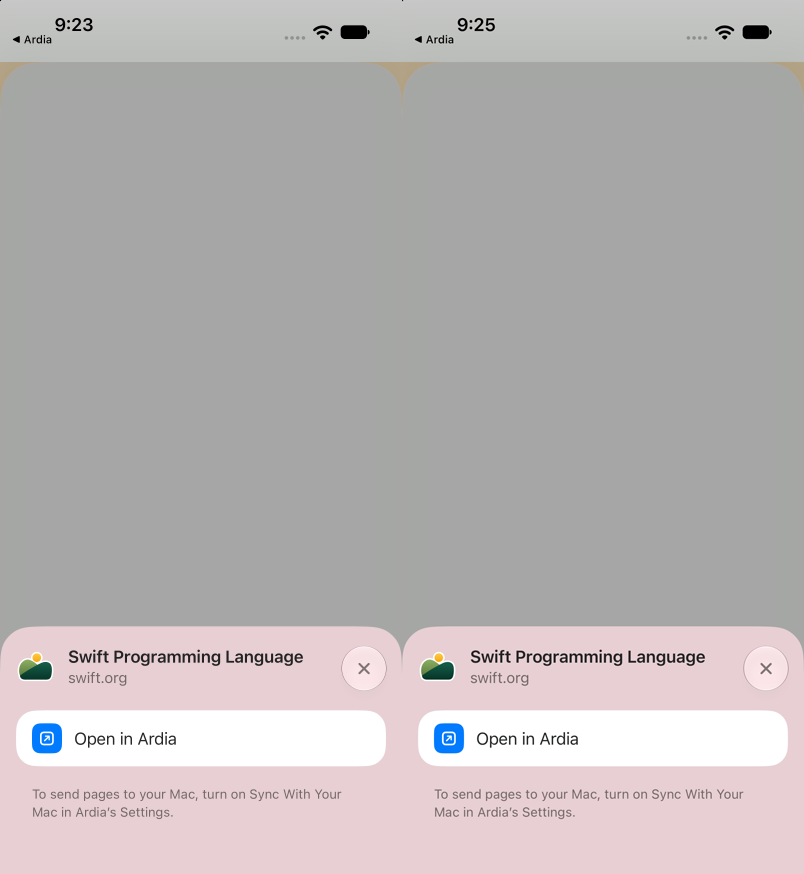 9:23
◀ Ardia
Swift Programming Language
swift.org
Open in Ardia
To send pages to your Mac, turn on Sync With Your
Mac in Ardia's Settings.
9:25
◀ Ardia
Swift Programming Language
swift.org
Open in Ardia
To send pages to your Mac, turn on Sync With Your
Mac in Ardia's Settings.